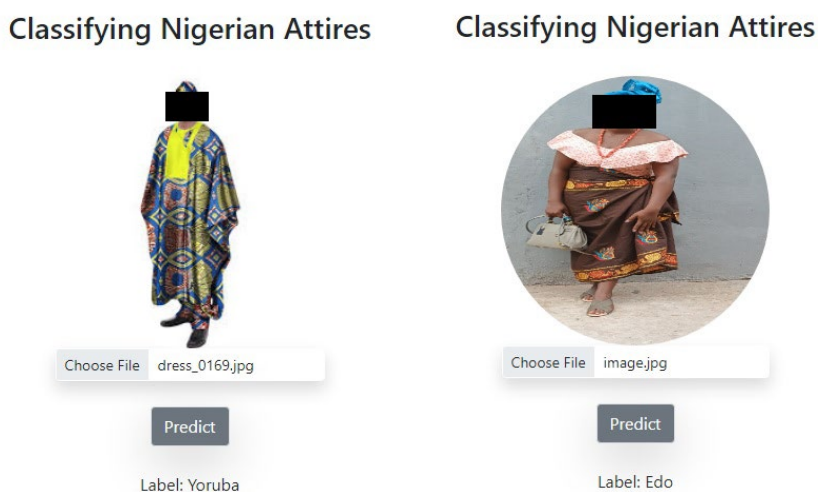 Classifying Nigerian Attires
Choose File dress_0169.jpg
Predict
Label: Yoruba
Classifying Nigerian Attires
Choose File image.jpg
Predict
Label: Edo